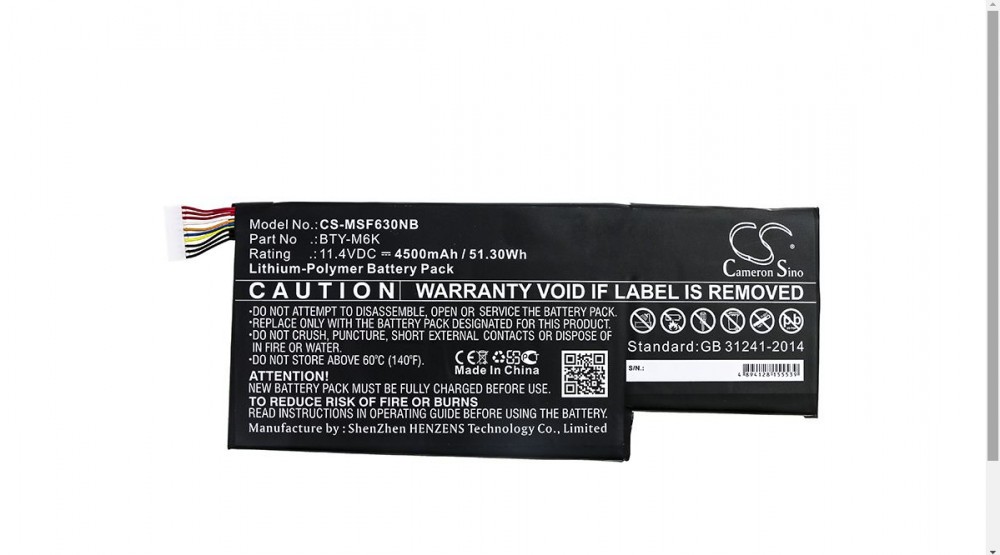 Model No.:CS-MSF630NB
Part No .:BTY-M6K
Rating .:11.4VDC ⎓ 4500mAh / 51.30Wh
Lithium-Polymer Battery Pack
CS
Cameron Sino
CAUTION WARRANTY VOID IF LABEL IS REMOVED
•DO NOT ATTEMPT TO DISASSEMBLE, OPEN OR SERVICE THE BATTERY PACK.
•REPLACE ONLY WITH THE BATTERY PACK DESIGNATED FOR THIS PRODUCT.
•DO NOT CRUSH, PUNCTURE, SHORT EXTERNAL CONTACTS OR DISPOSE OF
IN FIRE OR WATER.
•DO NOT STORE ABOVE 60°C (140°F).
Standard:GB 31241-2014
CE
Made In China
S/N.:
4 894128 155539
ATTENTION!
NEW BATTERY PACK MUST BE FULLY CHARGED BEFORE USE.
TO REDUCE RISK OF FIRE OR BURNS
READ INSTRUCTIONS IN OPERATING GUIDE BEFORE USING THE BATTERY.
Manufacture by : ShenZhen HENZENS Technology Co., Limited